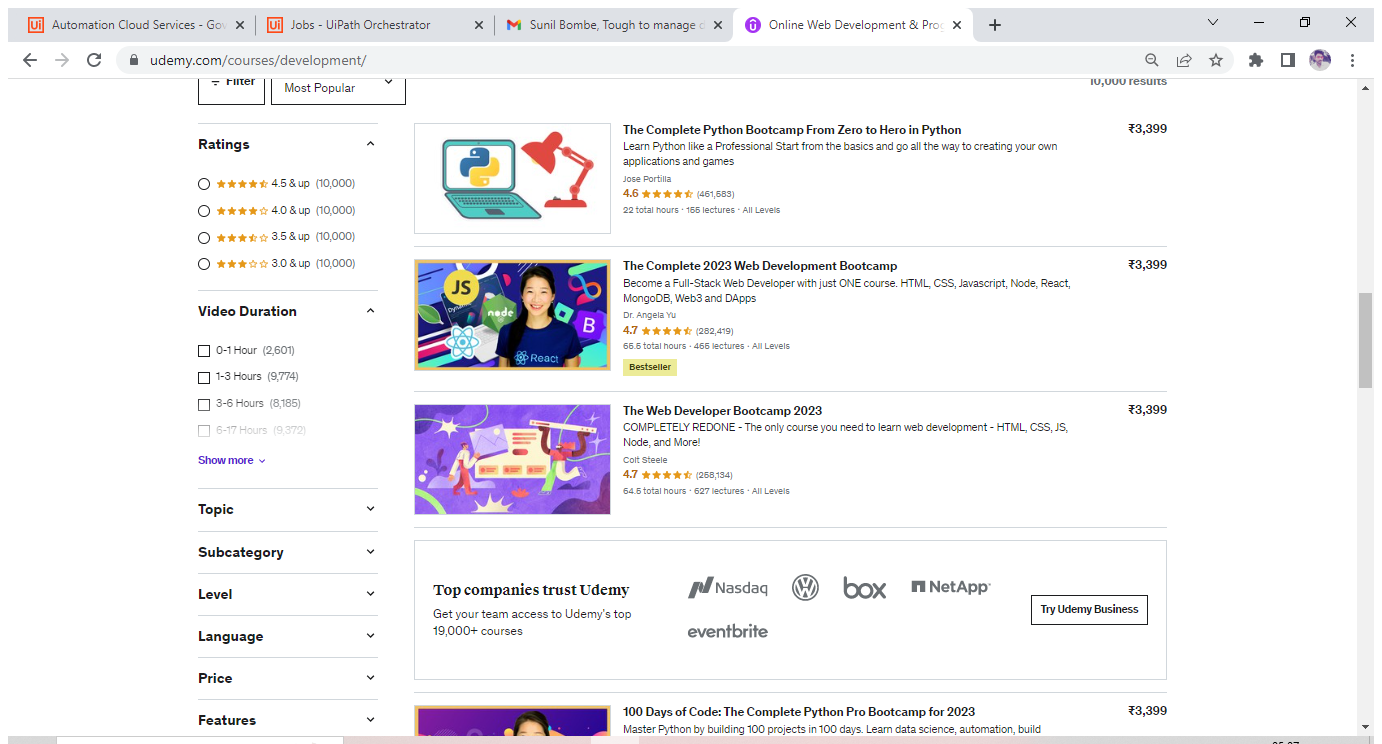 Automation Cloud Services - Gov
Jobs - UiPath Orchestrator
Sunil Bombe, Tough to manage d
Online Web Development & Prog
udemy.com/courses/development/
Filter
Most Popular
10,000 results
Ratings
4.5 & up (10,000)
4.0 & up (10,000)
3.5 & up (10,000)
3.0 & up (10,000)
Video Duration
0-1 Hour (2,601)
1-3 Hours (9,774)
3-6 Hours (8,185)
6-17 Hours (9,372)
Show more
Topic
Subcategory
Level
Language
Price
Features
The Complete Python Bootcamp From Zero to Hero in Python
₹3,399
Learn Python like a Professional Start from the basics and go all the way to creating your own
applications and games
Jose Portilla
4.6 (461,583)
22 total hours · 155 lectures · All Levels
JS
node
React
B
The Complete 2023 Web Development Bootcamp
₹3,399
Become a Full-Stack Web Developer with just ONE course. HTML, CSS, Javascript, Node, React,
MongoDB, Web3 and DApps
Dr. Angela Yu
4.7 (282,419)
65.5 total hours · 466 lectures · All Levels
Bestseller
The Web Developer Bootcamp 2023
₹3,399
COMPLETELY REDONE - The only course you need to learn web development - HTML, CSS, JS,
Node, and More!
Colt Steele
4.7 (258,134)
64.5 total hours · 627 lectures · All Levels
Top companies trust Udemy
Get your team access to Udemy's top
19,000+ courses
Nasdaq
box
NetApp
eventbrite
Try Udemy Business
100 Days of Code: The Complete Python Pro Bootcamp for 2023
₹3,399
Master Python by building 100 projects in 100 days. Learn data science, automation, build